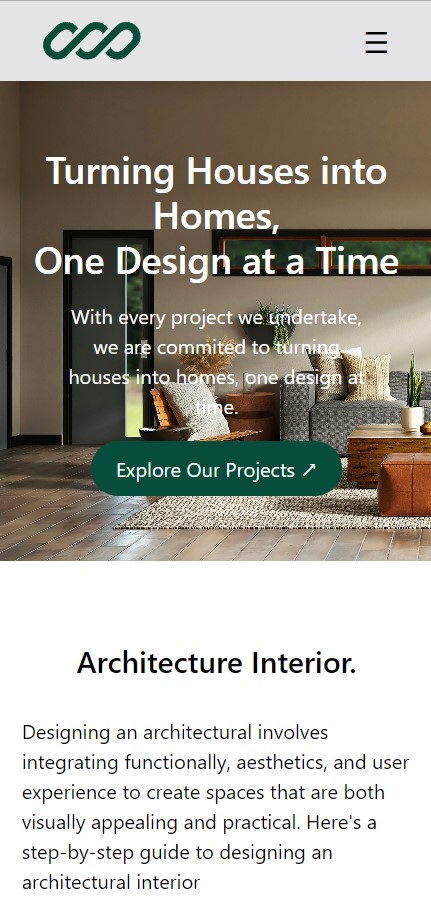 Turning Houses into
Homes,
One Design at a Time
With every project we undertake,
we are commited to turning
houses into homes, one design at
time.
Explore Our Projects ↗
Architecture Interior.
Designing an architectural involves
integrating functionally, aesthetics, and user
experience to create spaces that are both
visually appealing and practical. Here's a
step-by-step guide to designing an
architectural interior